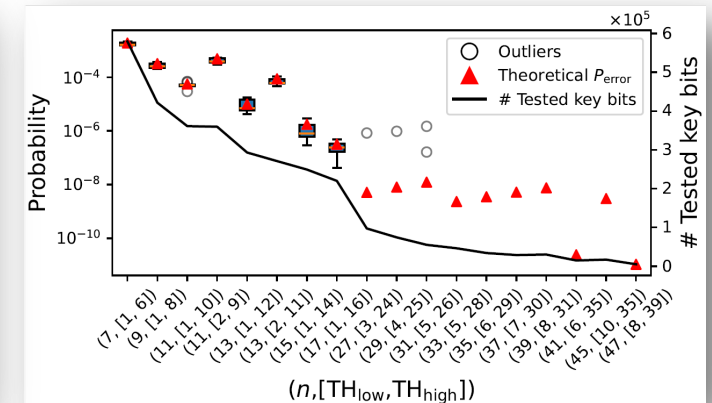 ×10⁵
Outliers
Theoretical P_error
# Tested key bits
Probability
10⁻⁴
10⁻⁶
10⁻⁸
10⁻¹⁰
6
5
4
3
2
1
0
# Tested key bits
(7, [1, 6])
(9, [1, 8])
(11, [1, 10])
(11, [2, 9])
(13, [1, 12])
(13, [2, 11])
(15, [1, 14])
(17, [1, 16])
(27, [3, 24])
(29, [4, 25])
(31, [5, 26])
(33, [5, 28])
(35, [6, 29])
(37, [7, 30])
(39, [8, 31])
(41, [6, 35])
(45, [10, 35])
(47, [8, 39])
(n,[TH_low,TH_high])